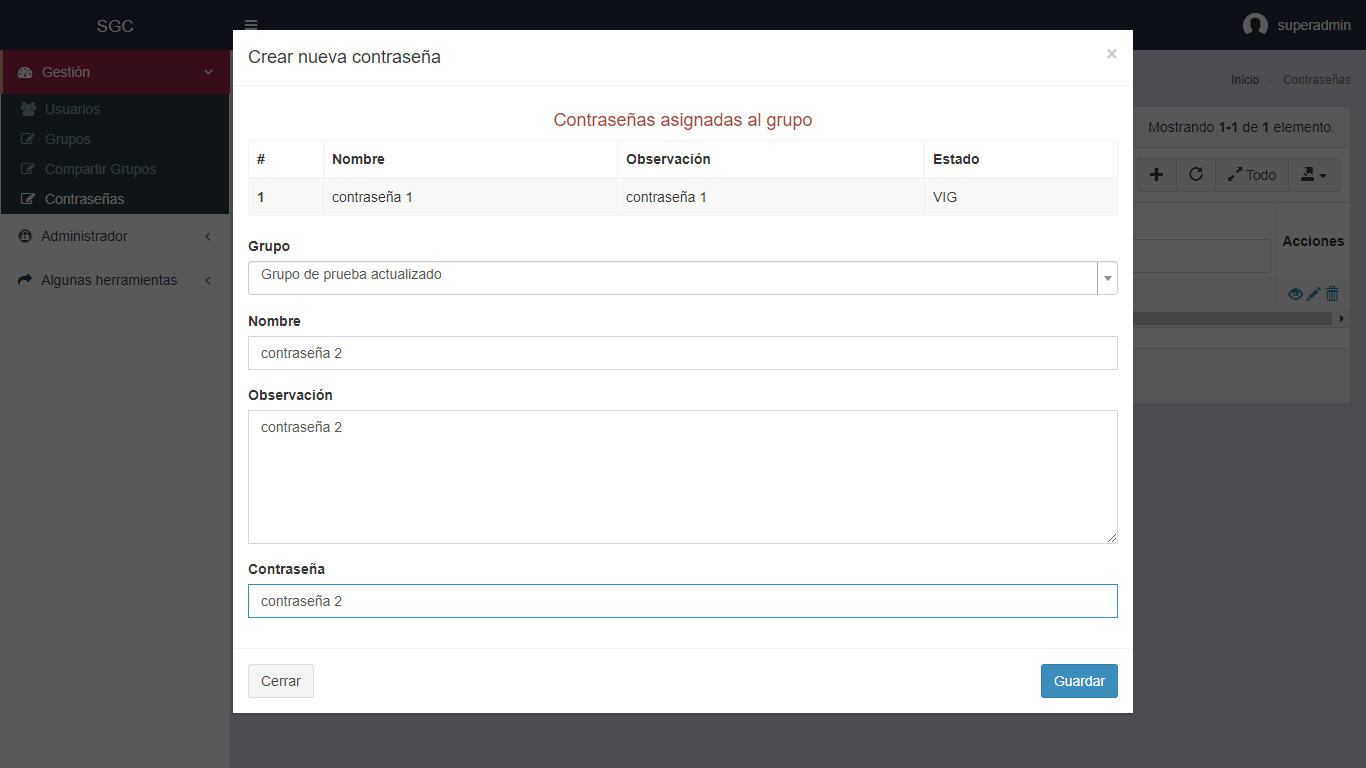 SGC
superadmin
Gestión
Usuarios
Grupos
Compartir Grupos
Contraseñas
Administrador
Algunas herramientas
Inicio
Contraseñas
Mostrando 1-1 de 1 elemento.
Todo
Acciones
Crear nueva contraseña
×
Contraseñas asignadas al grupo
# Nombre Observación Estado
1 contraseña 1 contraseña 1 VIG
Grupo
Grupo de prueba actualizado
Nombre
contraseña 2
Observación
contraseña 2
Contraseña
contraseña 2
Cerrar
Guardar